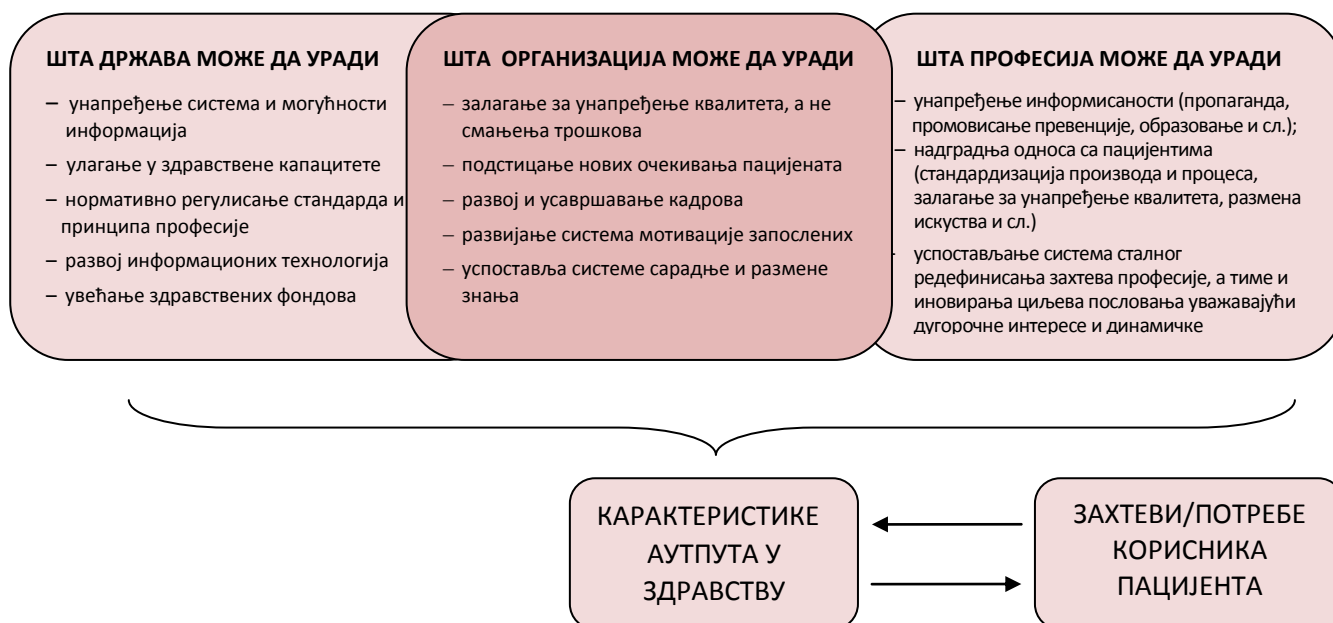 ШТА ДРЖАВА МОЖЕ ДА УРАДИ
– унапређење система и могућности
информација
– улагање у здравствене капацитете
– нормативно регулисање стандарда и
принципа професије
– развој информационих технологија
– увећање здравствених фондова
ШТА ОРГАНИЗАЦИЈА МОЖЕ ДА УРАДИ
– залагање за унапређење квалитета, а не
смањења трошкова
– подстицање нових очекивања пацијената
– развој и усавршавање кадрова
– развијање система мотивације запослених
– успоставља системе сарадње и размене
знања
ШТА ПРОФЕСИЈА МОЖЕ ДА УРАДИ
– унапређење информисаности (пропаганда,
промовисање превенције, образовање и сл.);
– надградња односа са пацијентима
(стандардизација производа и процеса,
залагање за унапређење квалитета, размена
искуства и сл.)
- успостављање система сталног
редефинисања захтева професије, а тиме и
иновирања циљева пословања уважавајући
дугорочне интересе и динамичке
КАРАКТЕРИСТИКЕ
АУТПУТА У
ЗДРАВСТВУ
ЗАХТЕВИ/ПОТРЕБЕ
КОРИСНИКА
ПАЦИЈЕНТА